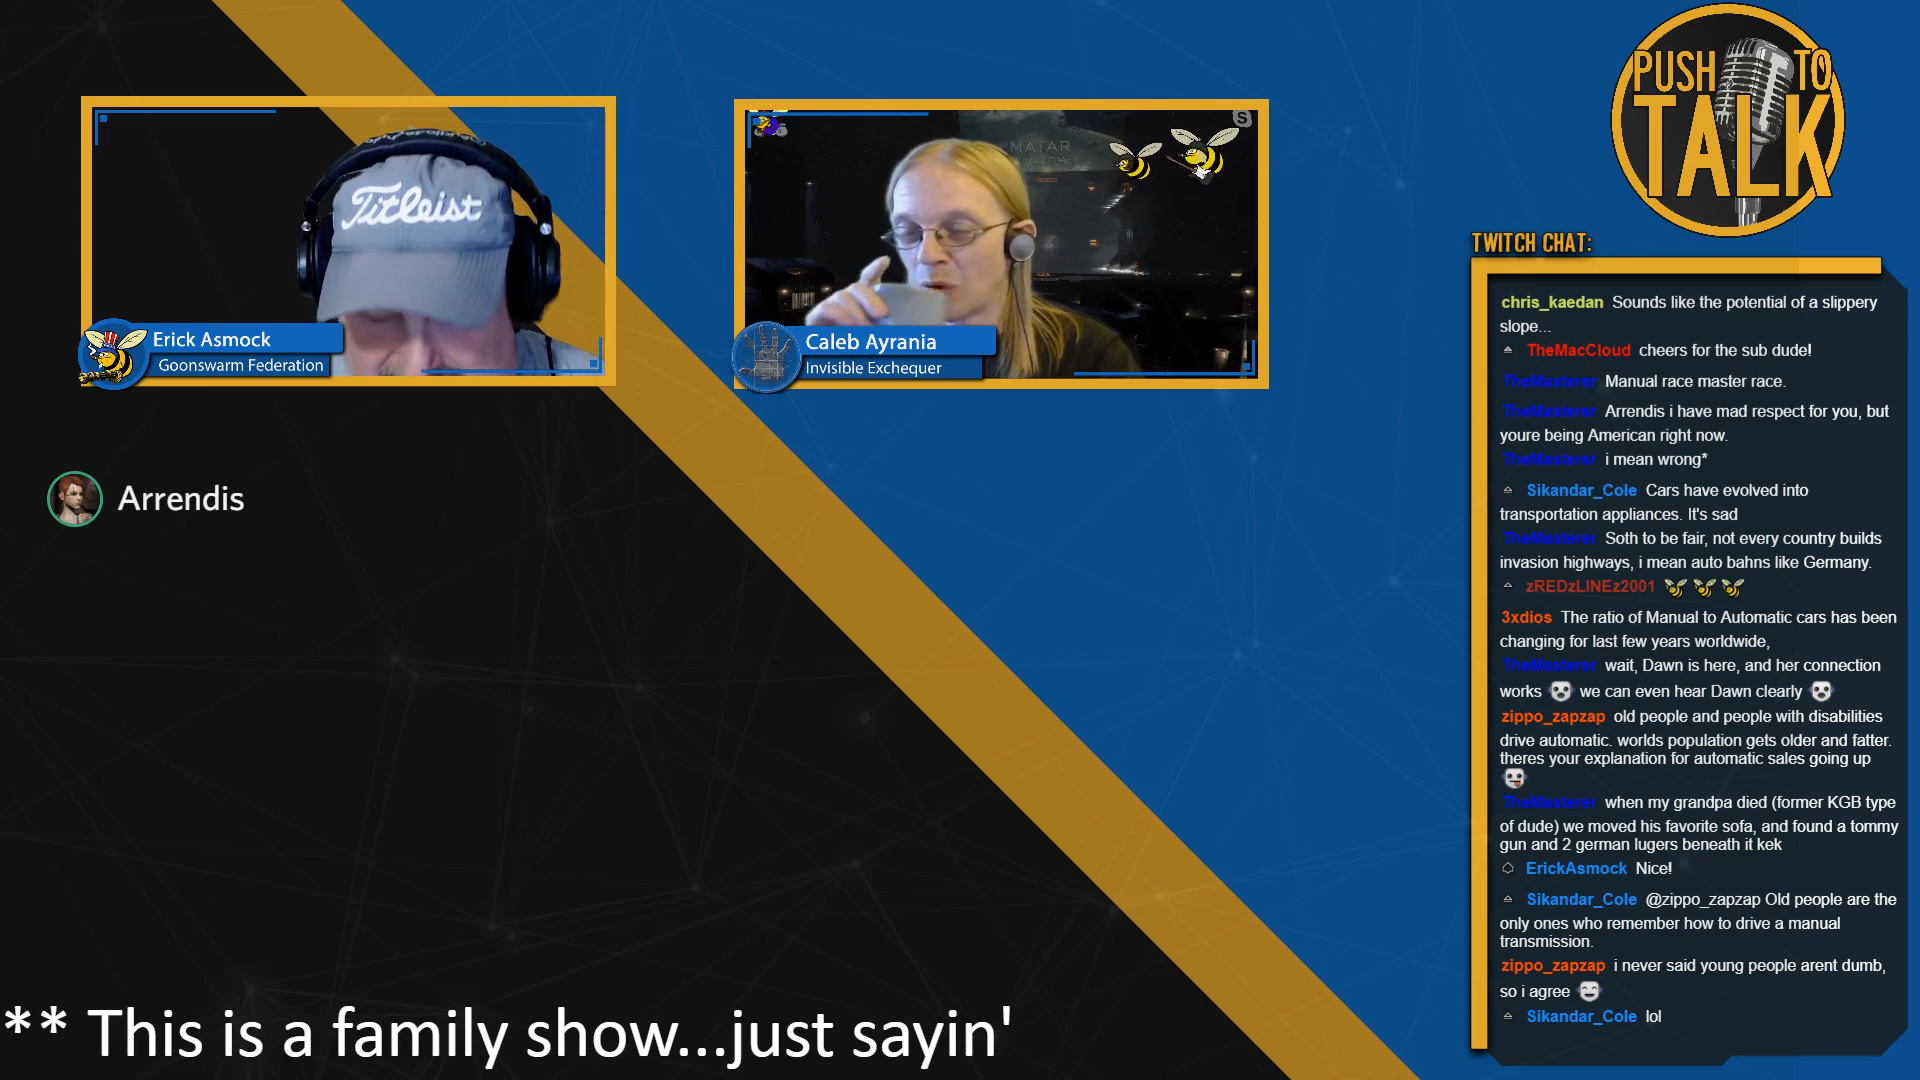 PUSH TO
TALK
Titleist
MATAR
S
Erick Asmock
Goonswarm Federation
Caleb Ayrania
Invisible Exchequer
Arrendis
TWITCH CHAT:
chris_kaedan Sounds like the potential of a slippery
slope...
TheMacCloud cheers for the sub dude!
TheMasterer Manual race master race.
TheMasterer Arrendis i have mad respect for you, but
youre being American right now.
TheMasterer i mean wrong*
Sikandar_Cole Cars have evolved into
transportation appliances. It's sad
TheMasterer Soth to be fair, not every country builds
invasion highways, i mean auto bahns like Germany.
zREDzLINEz2001
3xdios The ratio of Manual to Automatic cars has been
changing for last few years worldwide,
TheMasterer wait, Dawn is here, and her connection
works we can even hear Dawn clearly
zippo_zapzap old people and people with disabilities
drive automatic. worlds population gets older and fatter.
theres your explanation for automatic sales going up
TheMasterer when my grandpa died (former KGB type
of dude) we moved his favorite sofa, and found a tommy
gun and 2 german lugers beneath it kek
ErickAsmock Nice!
Sikandar_Cole @zippo_zapzap Old people are the
only ones who remember how to drive a manual
transmission.
zippo_zapzap i never said young people arent dumb,
so i agree
Sikandar_Cole lol
** This is a family show...just sayin'